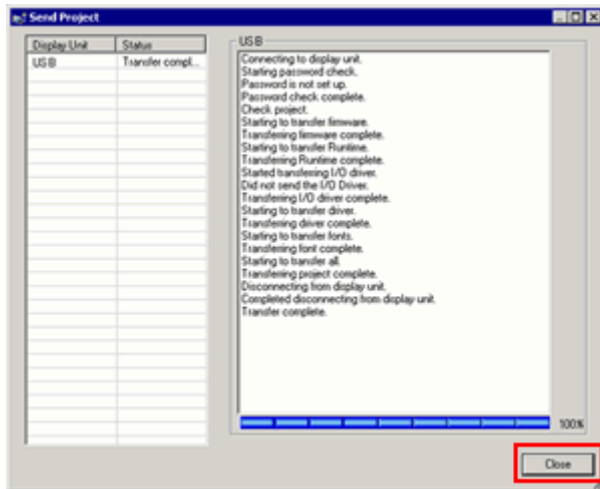 Send Project
Display Unit Status
USB Transfer compl...
USB
Connecting to display unit.
Starting password check.
Password is not set up.
Password check complete.
Check project.
Starting to transfer firmware.
Transferring firmware complete.
Starting to transfer Runtime.
Transferring Runtime complete.
Started transferring I/O driver.
Did not send the I/O Driver.
Transferring I/O driver complete.
Starting to transfer driver.
Transferring driver complete.
Starting to transfer fonts.
Transferring font complete.
Starting to transfer all.
Transferring project complete.
Disconnecting from display unit.
Completed disconnecting from display unit.
Transfer complete.
100%
Close